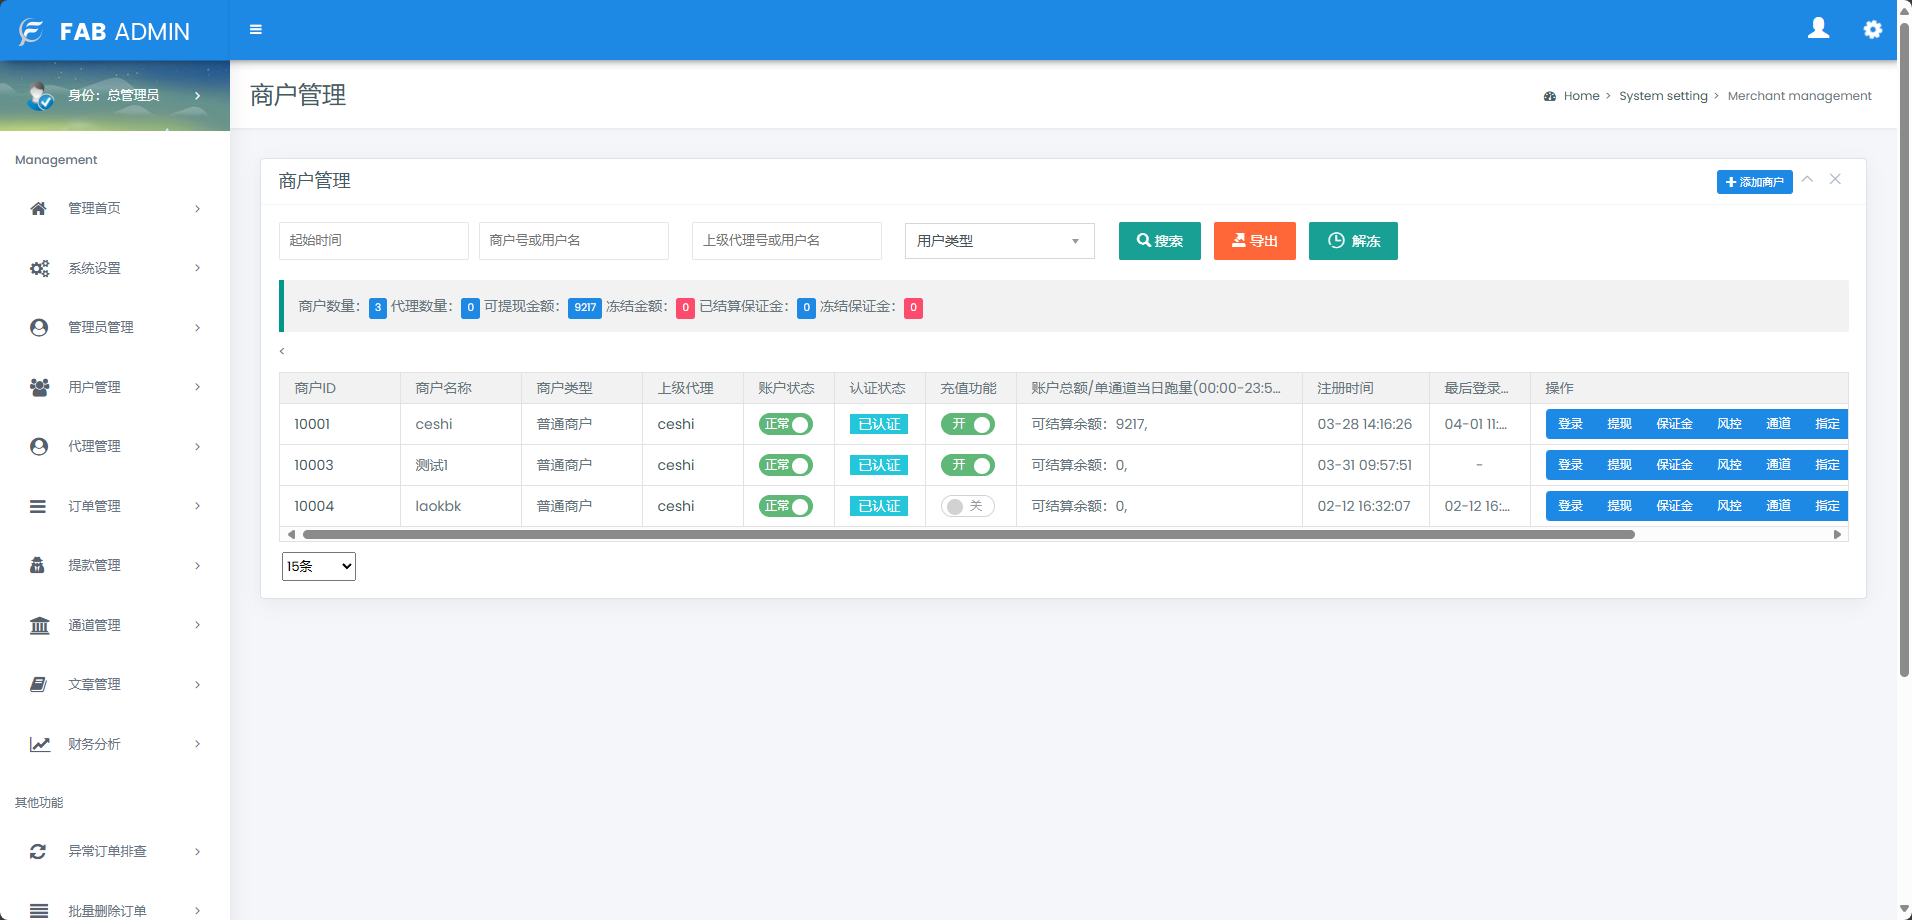 FAB ADMIN
身份：总管理员
商户管理
Home > System setting > Merchant management
Management
管理首页
系统设置
管理员管理
用户管理
代理管理
订单管理
提款管理
通道管理
文章管理
财务分析
其他功能
异常订单排查
批量删除订单
商户管理
添加商户
起始时间 商户号或用户名 上级代理号或用户名 用户类型 搜索 导出 解冻
商户数量： 3 代理数量： 0 可提现金额： 9217 冻结金额： 0 已结算保证金： 0 冻结保证金： 0
<
商户ID 商户名称 商户类型 上级代理 账户状态 认证状态 充值功能 账户总额/单通道当日跑量(00:00-23:5... 注册时间 最后登录... 操作
10001 ceshi 普通商户 ceshi 正常 已认证 开 可结算余额：9217, 03-28 14:16:26 04-01 11:... 登录 提现 保证金 风控 通道 指定
10003 测试1 普通商户 ceshi 正常 已认证 开 可结算余额：0, 03-31 09:57:51 - 登录 提现 保证金 风控 通道 指定
10004 laokbk 普通商户 ceshi 正常 已认证 关 可结算余额：0, 02-12 16:32:07 02-12 16:... 登录 提现 保证金 风控 通道 指定
15条